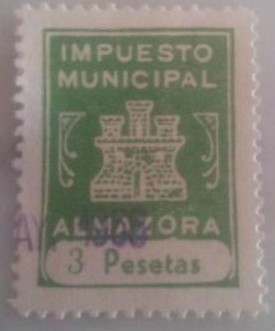 IMPUESTO
MUNICIPAL
ALMAZORA
3 Pesetas